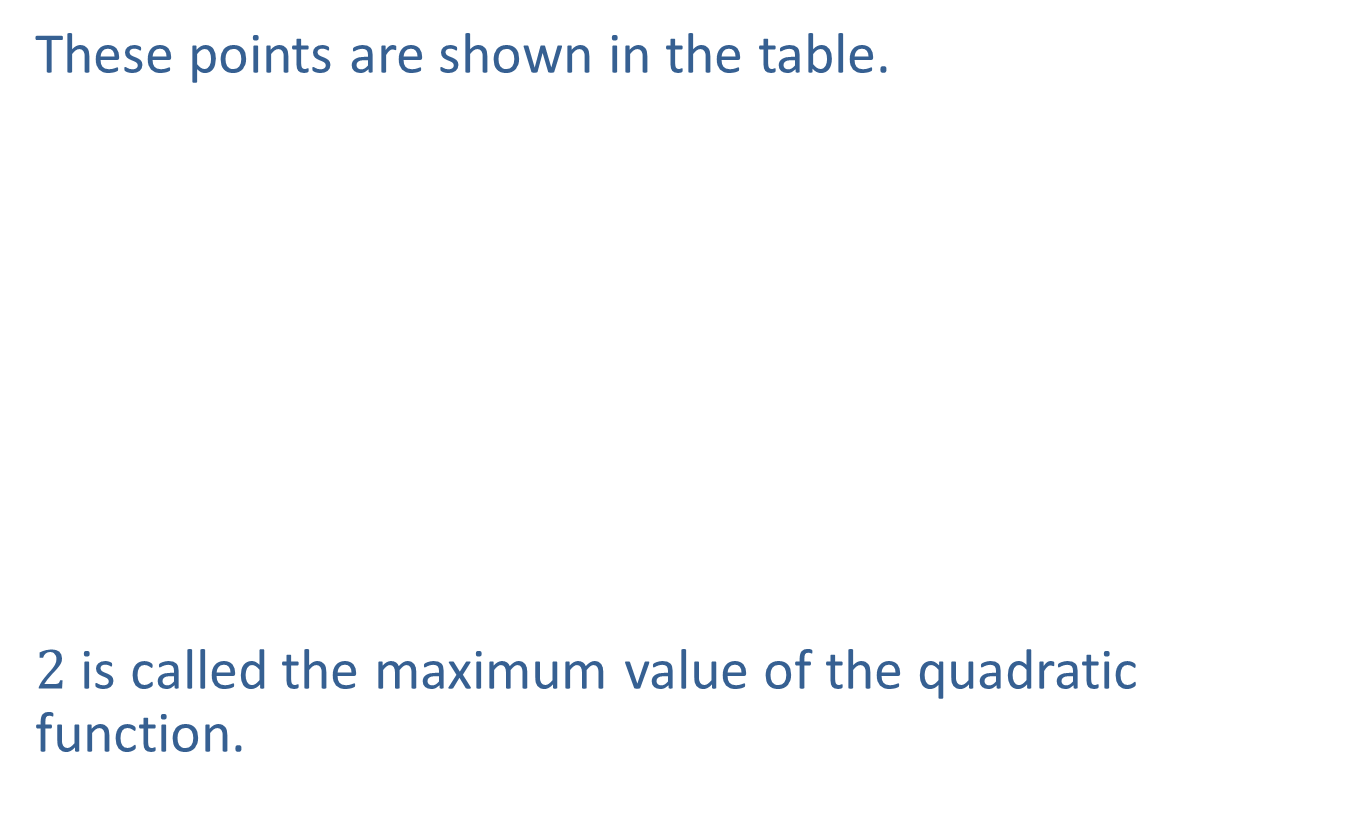 These points are shown in the table.
2 is called the maximum value of the quadratic
function.